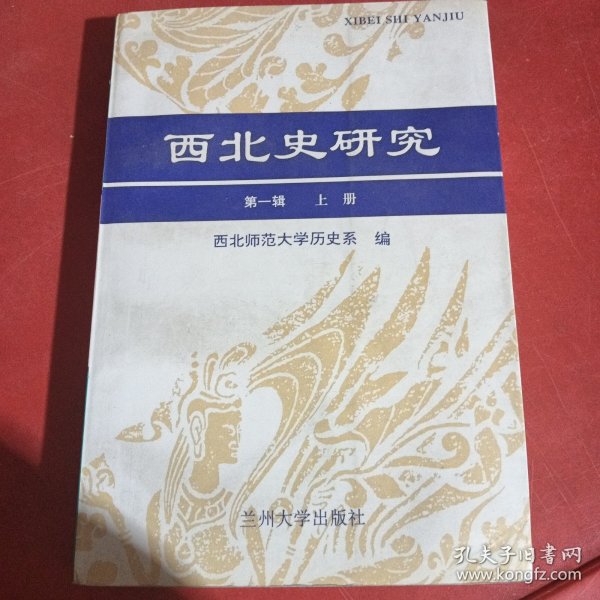 XIBEI SHI YANJIU
西北史研究
第一辑 上册
西北师范大学历史系 编
兰州大学出版社
孔夫子旧书网
www.kongfz.com